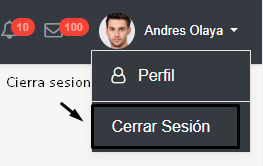 10 100 Andres Olaya
Perfil
Cierra sesion
Cerrar Sesión